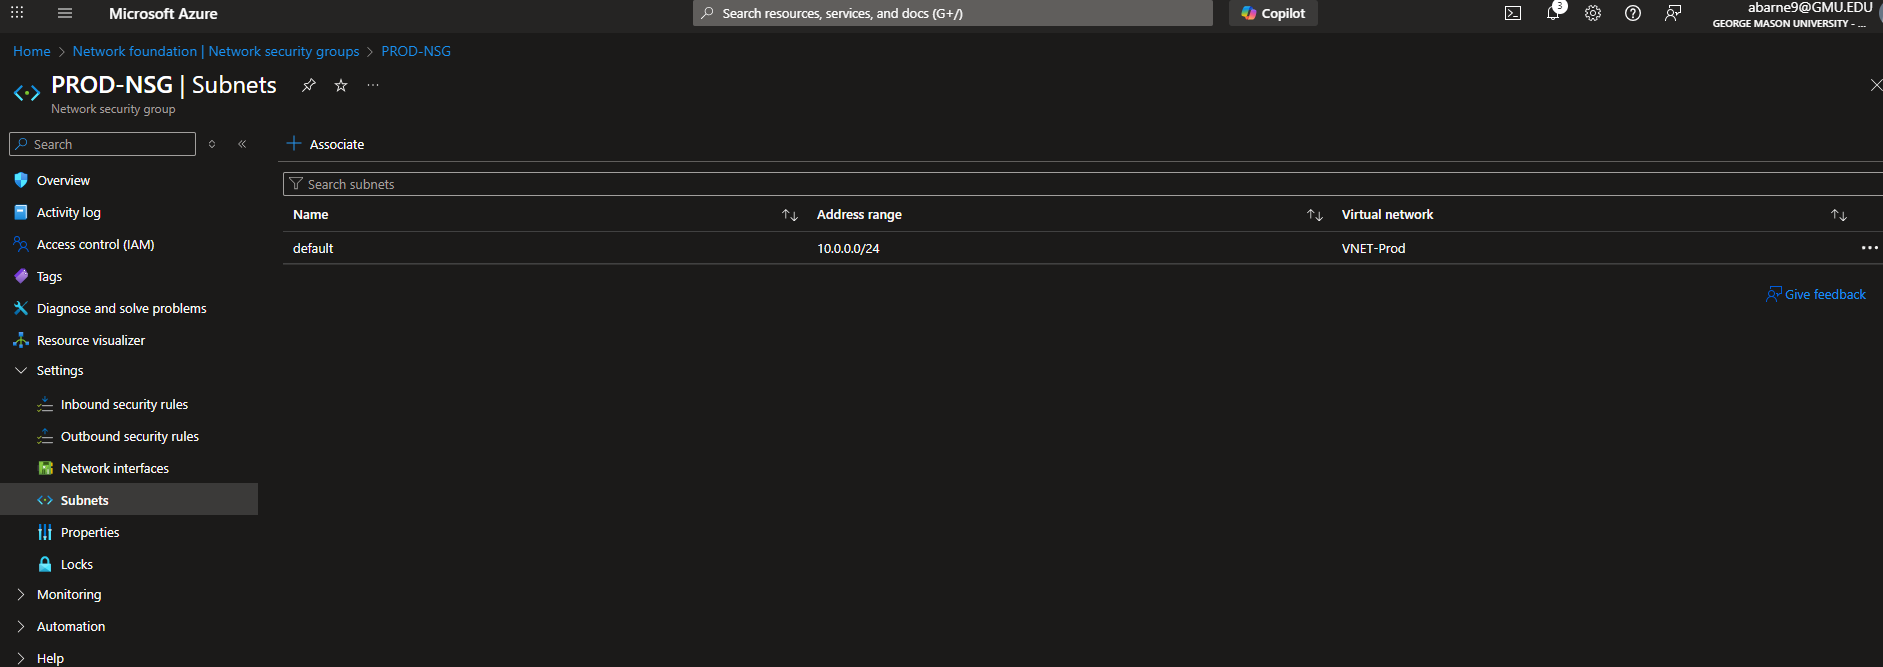 Microsoft Azure
Search resources, services, and docs (G+/)
Copilot
3
abarne9@GMU.EDU
GEORGE MASON UNIVERSITY - ...
Home > Network foundation | Network security groups > PROD-NSG
PROD-NSG | Subnets
Network security group
Search
Associate
Search subnets
Name Address range Virtual network
default 10.0.0.0/24 VNET-Prod
Give feedback
Overview
Activity log
Access control (IAM)
Tags
Diagnose and solve problems
Resource visualizer
Settings
Inbound security rules
Outbound security rules
Network interfaces
Subnets
Properties
Locks
Monitoring
Automation
Help